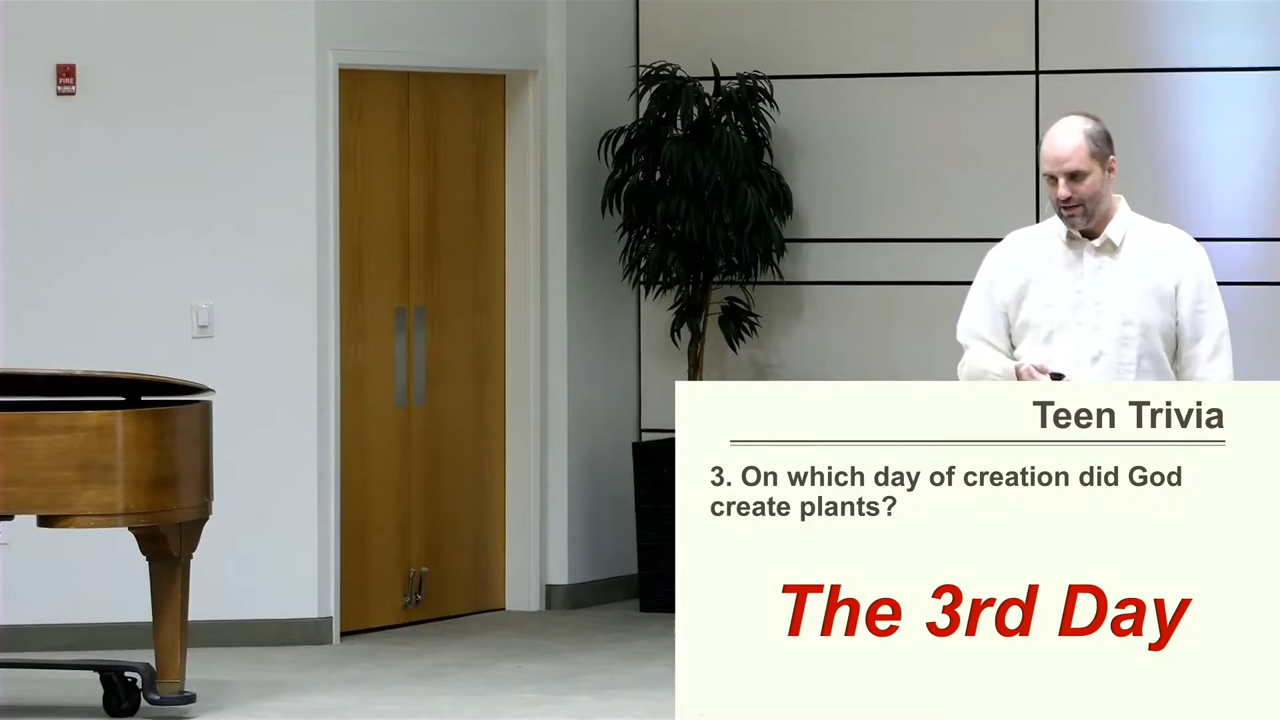 FIRE
Teen Trivia
3. On which day of creation did God
create plants?
The 3rd Day